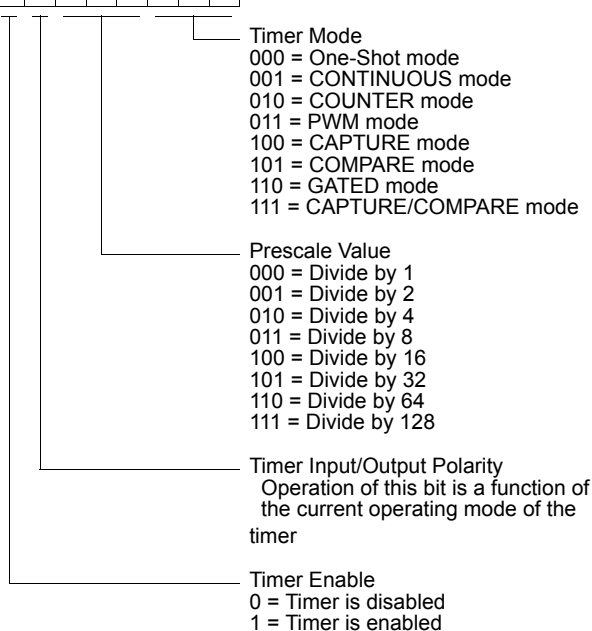 Timer Mode
000 = One-Shot mode
001 = CONTINUOUS mode
010 = COUNTER mode
011 = PWM mode
100 = CAPTURE mode
101 = COMPARE mode
110 = GATED mode
111 = CAPTURE/COMPARE mode
Prescale Value
000 = Divide by 1
001 = Divide by 2
010 = Divide by 4
011 = Divide by 8
100 = Divide by 16
101 = Divide by 32
110 = Divide by 64
111 = Divide by 128
Timer Input/Output Polarity
Operation of this bit is a function of
the current operating mode of the
timer
Timer Enable
0 = Timer is disabled
1 = Timer is enabled